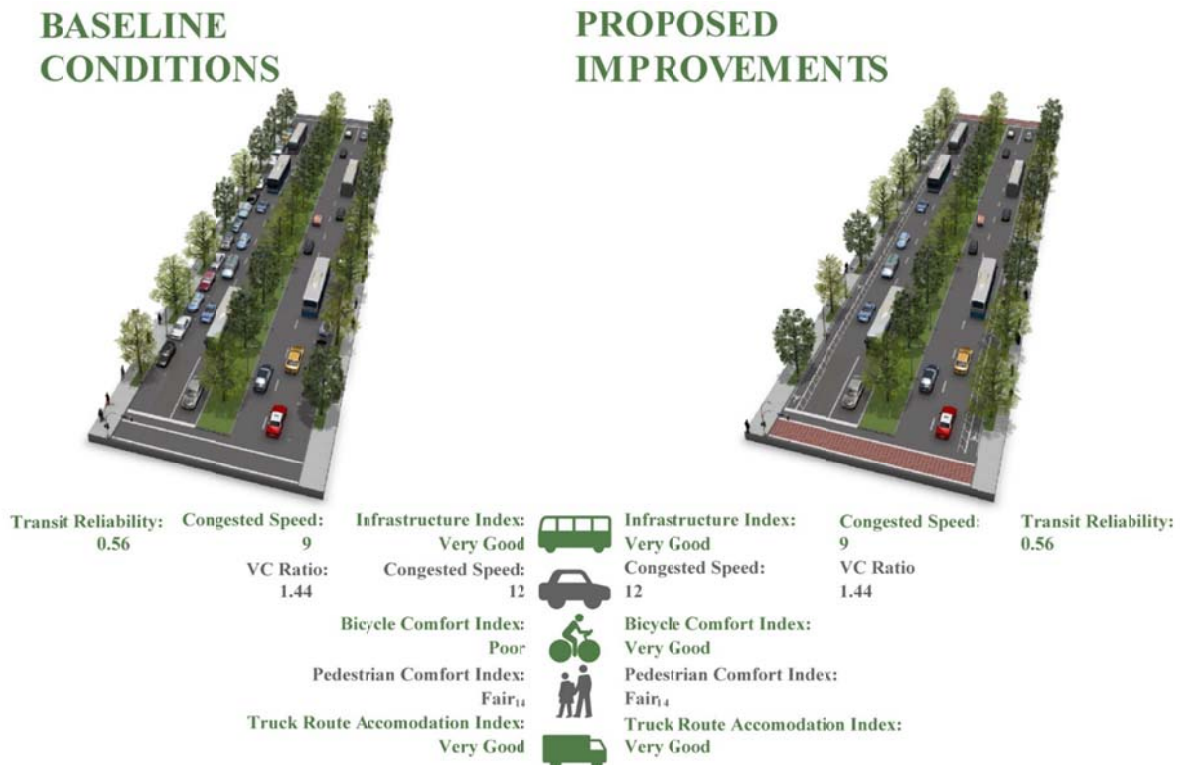 BASELINE
CONDITIONS
PROPOSED
IMPROVEMENTS
Transit Reliability:
0.56
Congested Speed:
9
Infrastructure Index:
Very Good
Infrastructure Index:
Very Good
Congested Speed:
9
Transit Reliability:
0.56
VC Ratio:
1.44
Congested Speed:
12
Congested Speed:
12
VC Ratio
1.44
Bicycle Comfort Index:
Poor
Bicycle Comfort Index:
Very Good
Pedestrian Comfort Index:
Fair14
Pedestrian Comfort Index:
Fair14
Truck Route Accomodation Index:
Very Good
Truck Route Accomodation Index:
Very Good